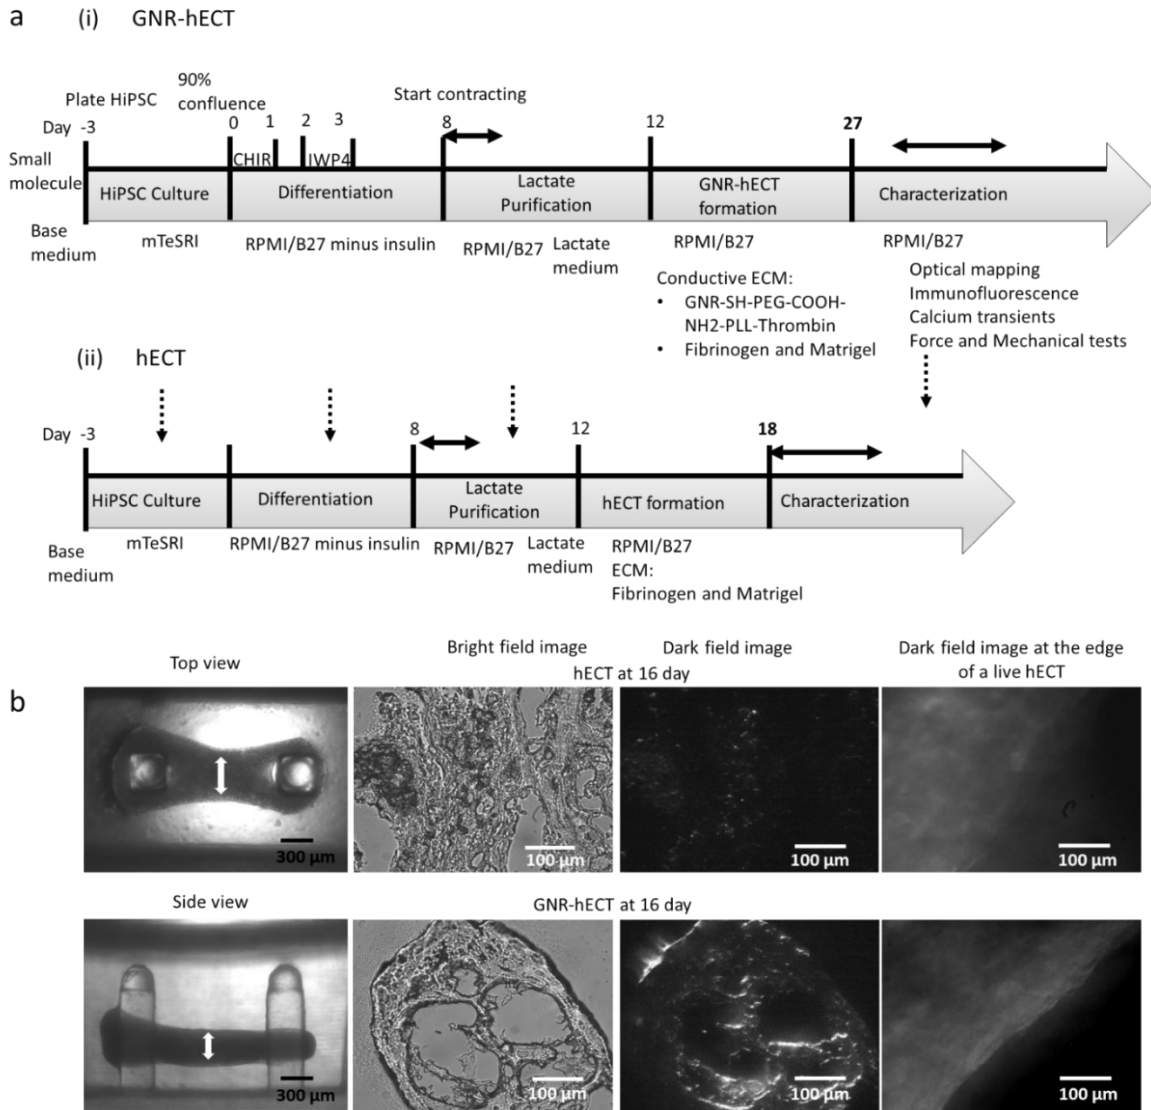 a (i) GNR-hECT
Plate HiPSC 90% confluence Start contracting
Day -3 0 1 2 3 8 12 27
Small molecule CHIR IWP4
HiPSC Culture Differentiation Lactate Purification GNR-hECT formation Characterization
Base medium mTeSRI RPMI/B27 minus insulin RPMI/B27 Lactate medium RPMI/B27 RPMI/B27
Conductive ECM:
• GNR-SH-PEG-COOH-
NH2-PLL-Thrombin
• Fibrinogen and Matrigel
Optical mapping
Immunofluorescence
Calcium transients
Force and Mechanical tests
(ii) hECT
Day -3 8 12 18
HiPSC Culture Differentiation Lactate Purification hECT formation Characterization
Base medium mTeSRI RPMI/B27 minus insulin RPMI/B27 Lactate medium RPMI/B27
ECM:
Fibrinogen and Matrigel
b
Top view
Bright field image
Dark field image
Dark field image at the edge
of a live hECT
hECT at 16 day
300 µm
100 µm
100 µm
100 µm
Side view
GNR-hECT at 16 day
300 µm
100 µm
100 µm
100 µm